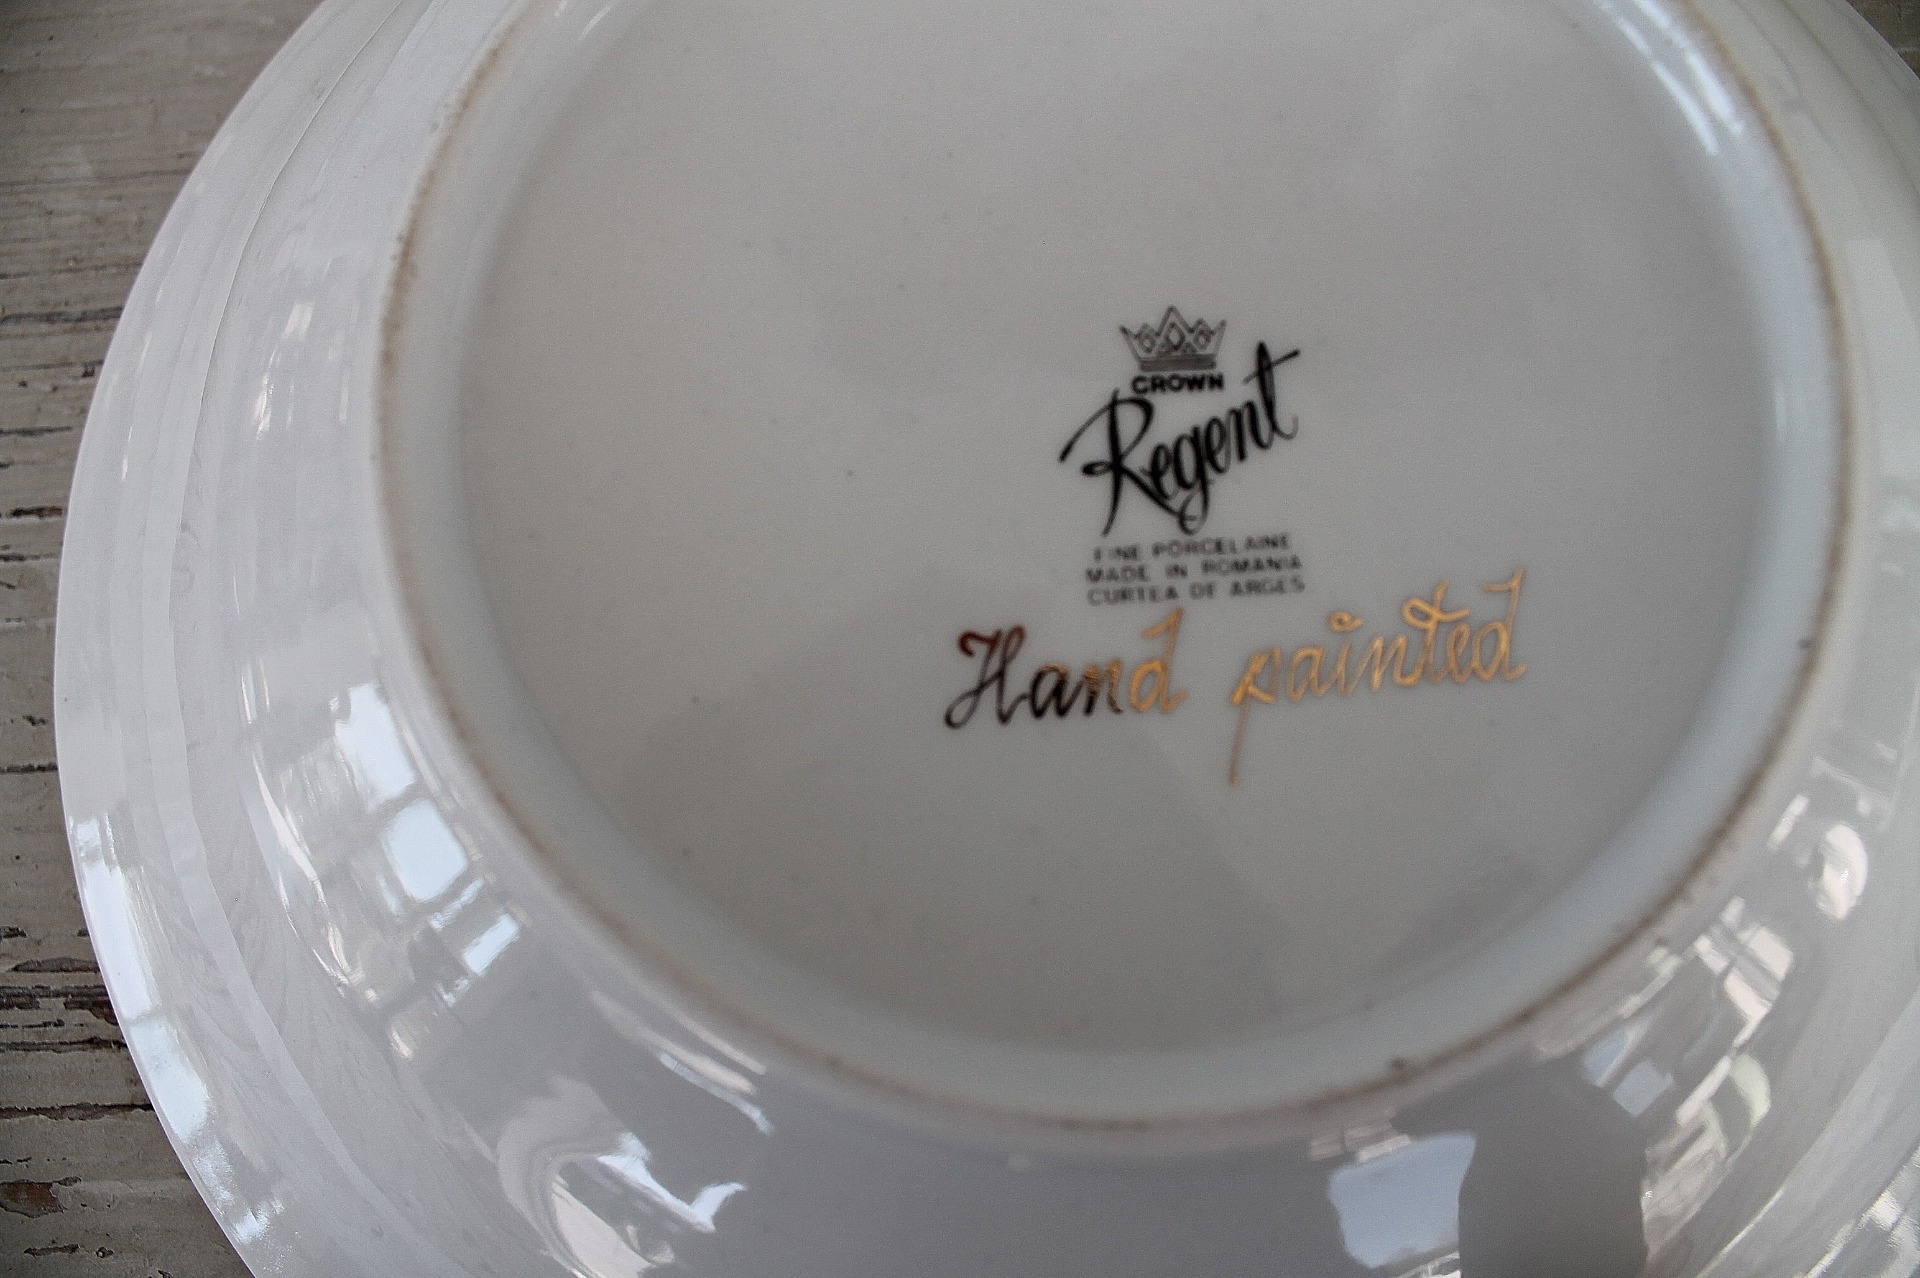 CROWN
Regent
FINE PORCELAINE
MADE IN ROMANIA
CURTEA DE ARGES
Hand painted